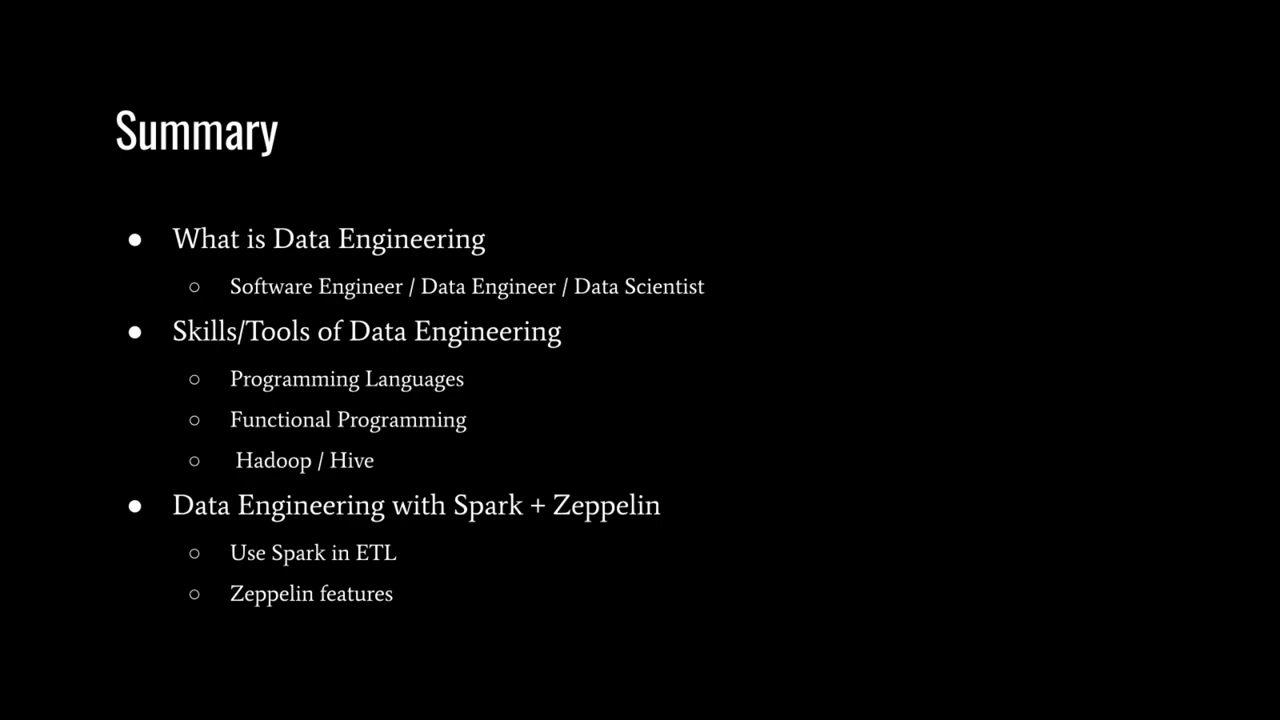 Summary
● What is Data Engineering
○ Software Engineer / Data Engineer / Data Scientist
● Skills/Tools of Data Engineering
○ Programming Languages
○ Functional Programming
○ Hadoop / Hive
● Data Engineering with Spark + Zeppelin
○ Use Spark in ETL
○ Zeppelin features